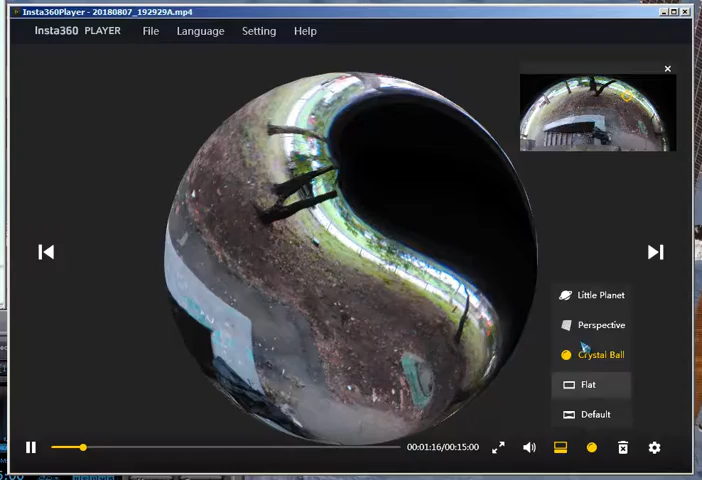 Insta360Player - 20180807_192929A.mp4
Insta360 PLAYER File Language Setting Help
Little Planet
Perspective
Crystal Ball
Flat
Default
00:01:16/00:15:00